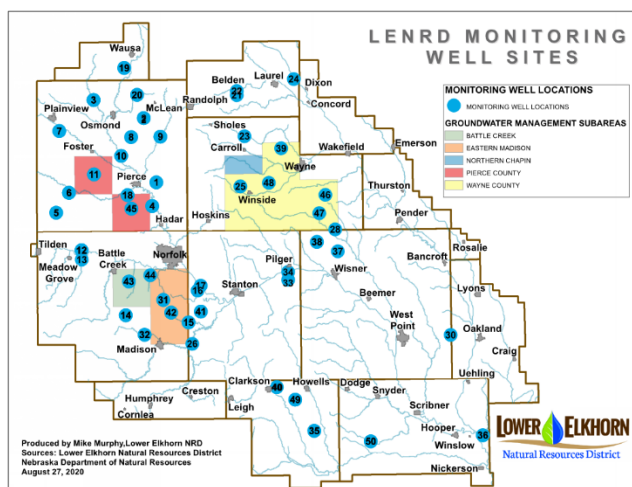 LENRD MONITORING
WELL SITES
MONITORING WELL LOCATIONS
MONITORING WELL LOCATIONS
GROUNDWATER MANAGEMENT SUBAREAS
BATTLE CREEK
EASTERN MADISON
NORTHERN CHAPIN
PIERCE COUNTY
WAYNE COUNTY
Wausa
19
Laurel
24
Belden
22
21
Dixon
3
20
McLean
Randolph
Concord
Plainview
Osmond
2
7
8
9
Sholes
23
Emerson
Foster
10
Carroll
39
Wakefield
Wayne
11
Pierce
1
25
48
Thurston
6
18
Winside
46
5
45
4
47
Pender
Hadar
Hoskins
28
Tilden
12
Norfolk
38
37
Rosalie
Meadow
Grove
13
Battle
Creek
Bancroft
Pilger
44
34
Wisner
43
17
33
Lyons
16
Stanton
Beemer
31
14
42
41
West
Point
15
Oakland
32
30
Madison
26
Craig
Uehling
Clarkson
40
Howells
Dodge
Creston
Snyder
Humphrey
Leigh
49
Scribner
Cornlea
35
Hooper
36
50
Winslow
Nickerson
LOWER ELKHORN
Natural Resources District
Produced by Mike Murphy,Lower Elkhorn NRD
Sources: Lower Elkhorn Natural Resources District
Nebraska Department of Natural Resources
August 27, 2020